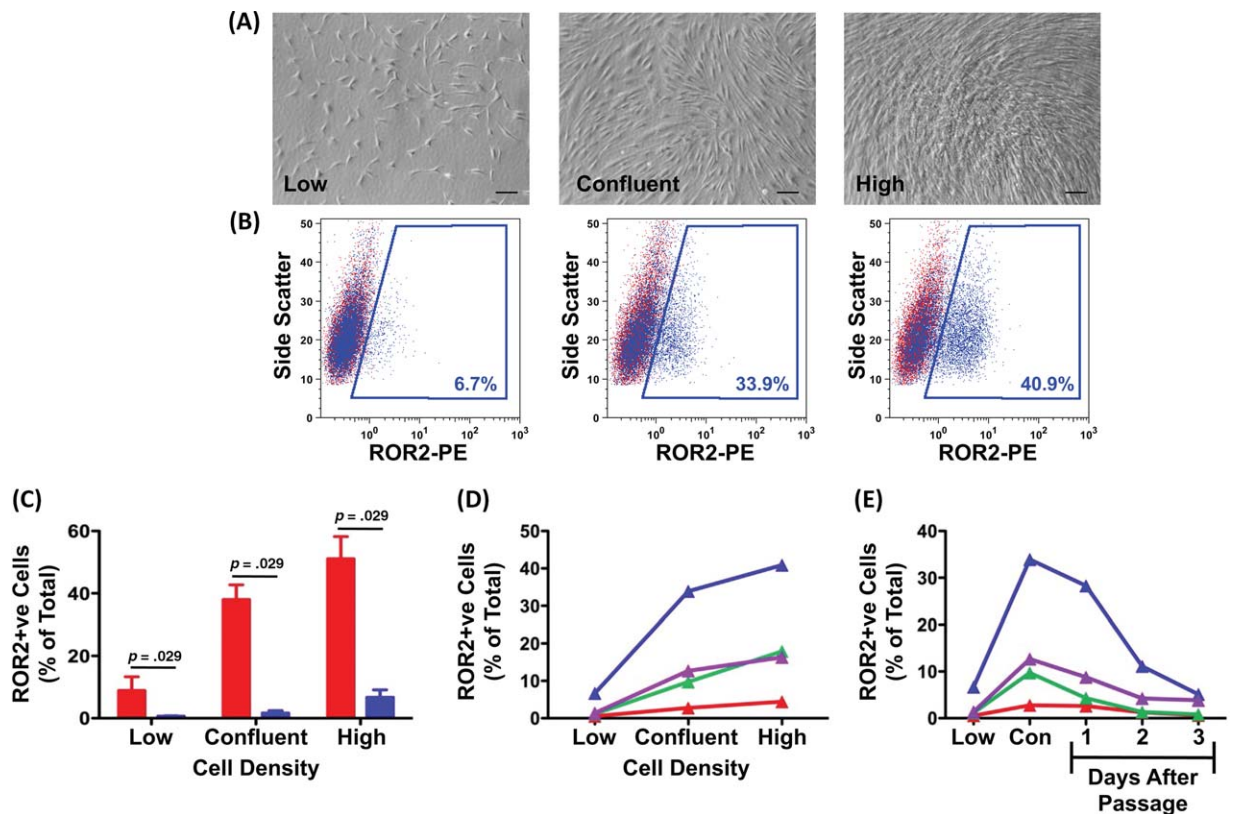 (A)
Low
Confluent
High
(B)
Side Scatter
50
40
30
20
10
0
6.7%
10⁰ 10¹ 10² 10³
ROR2-PE
Side Scatter
50
40
30
20
10
0
33.9%
10⁰ 10¹ 10² 10³
ROR2-PE
Side Scatter
50
40
30
20
10
0
40.9%
10⁰ 10¹ 10² 10³
ROR2-PE
(C)
ROR2+ve Cells
(% of Total)
60
40
20
0
p = .029
p = .029
p = .029
Low Confluent High
Cell Density
(D)
ROR2+ve Cells
(% of Total)
50
40
30
20
10
0
Low Confluent High
Cell Density
(E)
ROR2+ve Cells
(% of Total)
40
30
20
10
0
Low Con 1 2 3
Days After
Passage